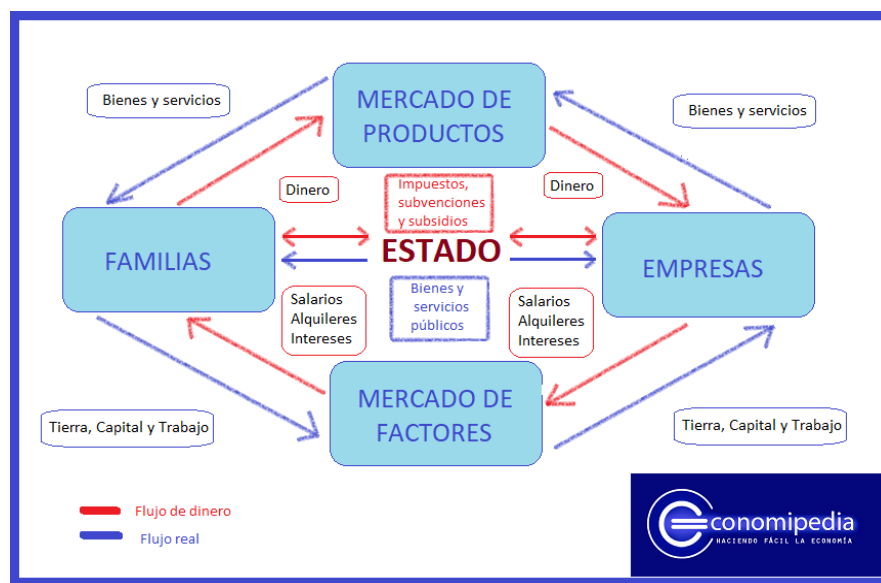 Bienes y servicios
MERCADO DE
PRODUCTOS
Bienes y servicios
Dinero
Impuestos,
subvenciones
y subsidios
Dinero
FAMILIAS
ESTADO
EMPRESAS
Salarios
Alquileres
Intereses
Bienes y
servicios
públicos
Salarios
Alquileres
Intereses
Tierra, Capital y Trabajo
MERCADO DE
FACTORES
Tierra, Capital y Trabajo
Flujo de dinero
Flujo real
economipedia
HACIENDO FÁCIL LA ECONOMÍA